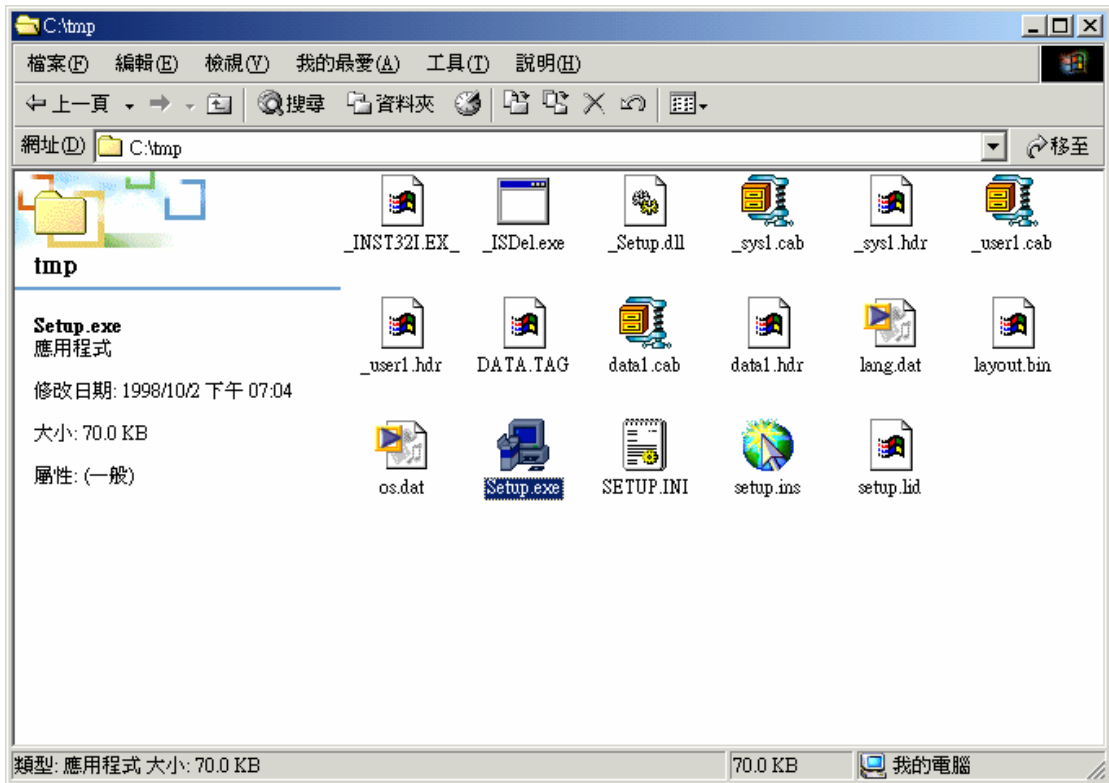 C:\tmp
檔案(F) 編輯(E) 檢視(V) 我的最愛(A) 工具(T) 說明(H)
上一頁 搜尋 資料夾
網址(D) C:\tmp 移至
tmp
Setup.exe
應用程式
修改日期: 1998/10/2 下午 07:04
大小: 70.0 KB
屬性: (一般)
_INST32I.EX_ _ISDel.exe _Setup.dll _sys1.cab _sys1.hdr _user1.cab
_user1.hdr DATA.TAG data1.cab data1.hdr lang.dat layout.bin
os.dat Setup.exe SETUP.INI setup.ins setup.lid
類型: 應用程式 大小: 70.0 KB 70.0 KB 我的電腦